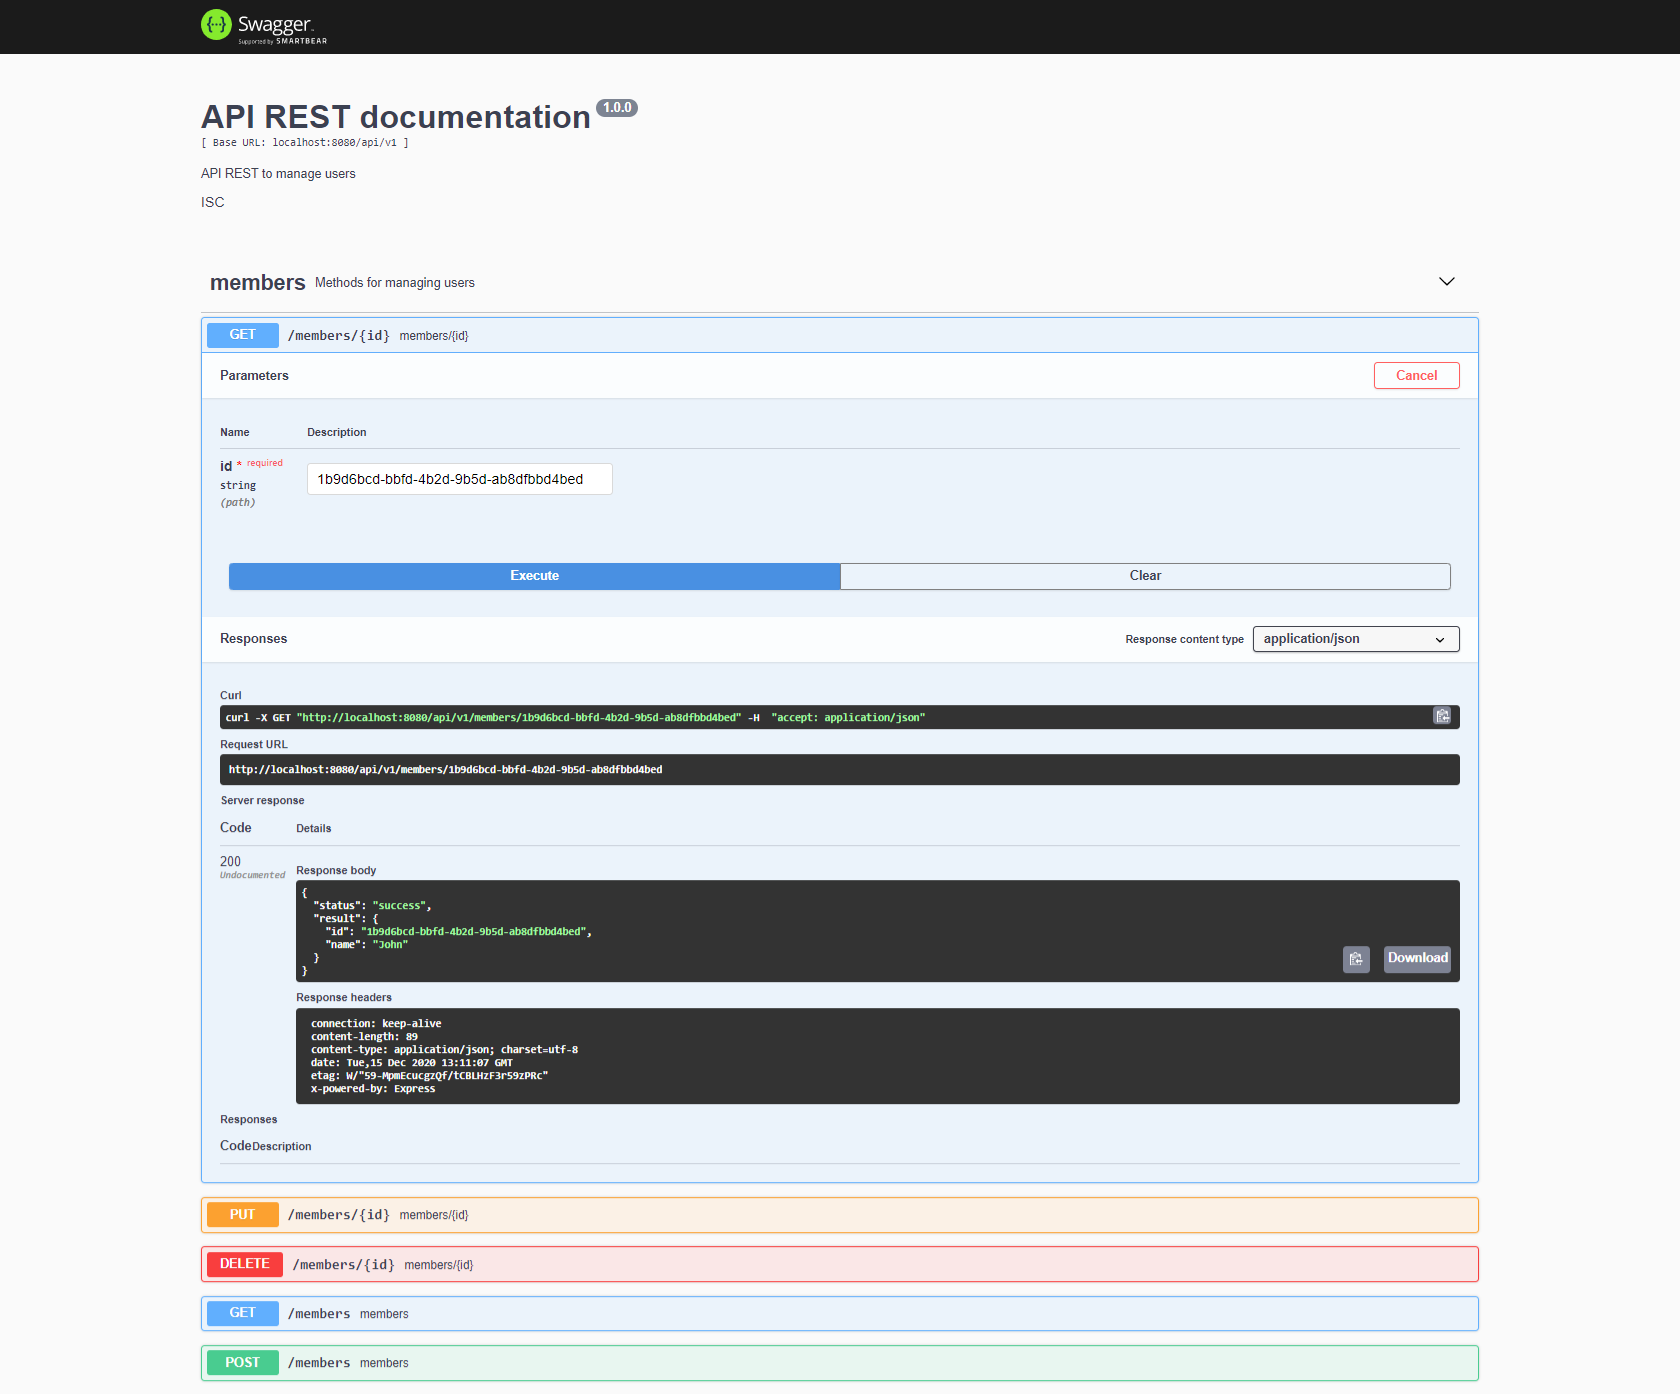 Swagger
Supported by SMARTBEAR
API REST documentation 1.0.0
[ Base URL: localhost:8080/api/v1 ]
API REST to manage users
ISC
members Methods for managing users
GET /members/{id} members/{id}
Parameters Cancel
Name Description
id * required
string
(path)
1b9d6bcd-bbfd-4b2d-9b5d-ab8dfbbd4bed
Execute Clear
Responses Response content type application/json
Curl
curl -X GET "http://localhost:8080/api/v1/members/1b9d6bcd-bbfd-4b2d-9b5d-ab8dfbbd4bed" -H  "accept: application/json"
Request URL
http://localhost:8080/api/v1/members/1b9d6bcd-bbfd-4b2d-9b5d-ab8dfbbd4bed
Server response
Code Details
200
Undocumented
Response body
{
  "status": "success",
  "result": {
    "id": "1b9d6bcd-bbfd-4b2d-9b5d-ab8dfbbd4bed",
    "name": "John"
  }
}
Download
Response headers
connection: keep-alive
content-length: 89
content-type: application/json; charset=utf-8
date: Tue,15 Dec 2020 13:11:07 GMT
etag: W/"59-MpmEcucgzQf/tCBLHzF3r59zPRc"
x-powered-by: Express
Responses
Code Description
PUT /members/{id} members/{id}
DELETE /members/{id} members/{id}
GET /members members
POST /members members